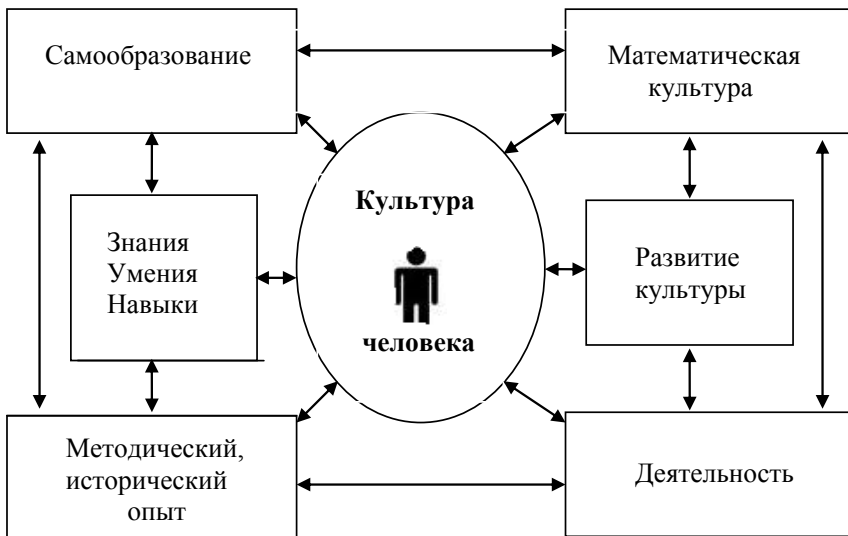 Самообразование
Математическая
культура
Культура
человека
Знания
Умения
Навыки
Развитие
культуры
Методический,
исторический
опыт
Деятельность